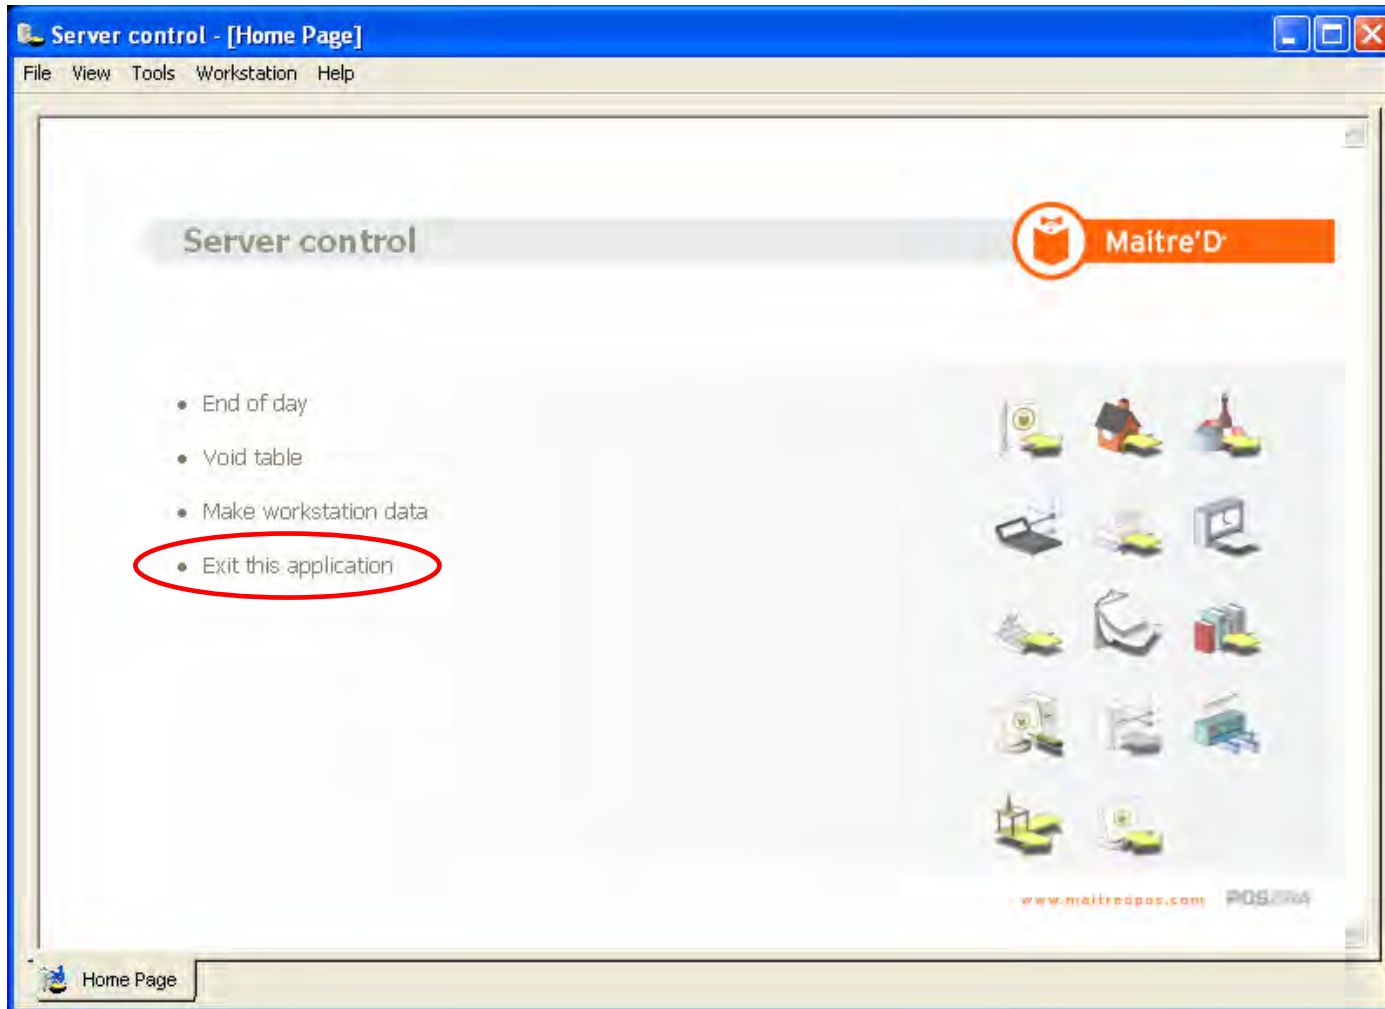 Server control - [Home Page]
File View Tools Workstation Help
Server control
Maitre'D
• End of day
• Void table
• Make workstation data
• Exit this application
www.maitredpos.com POSERA
Home Page